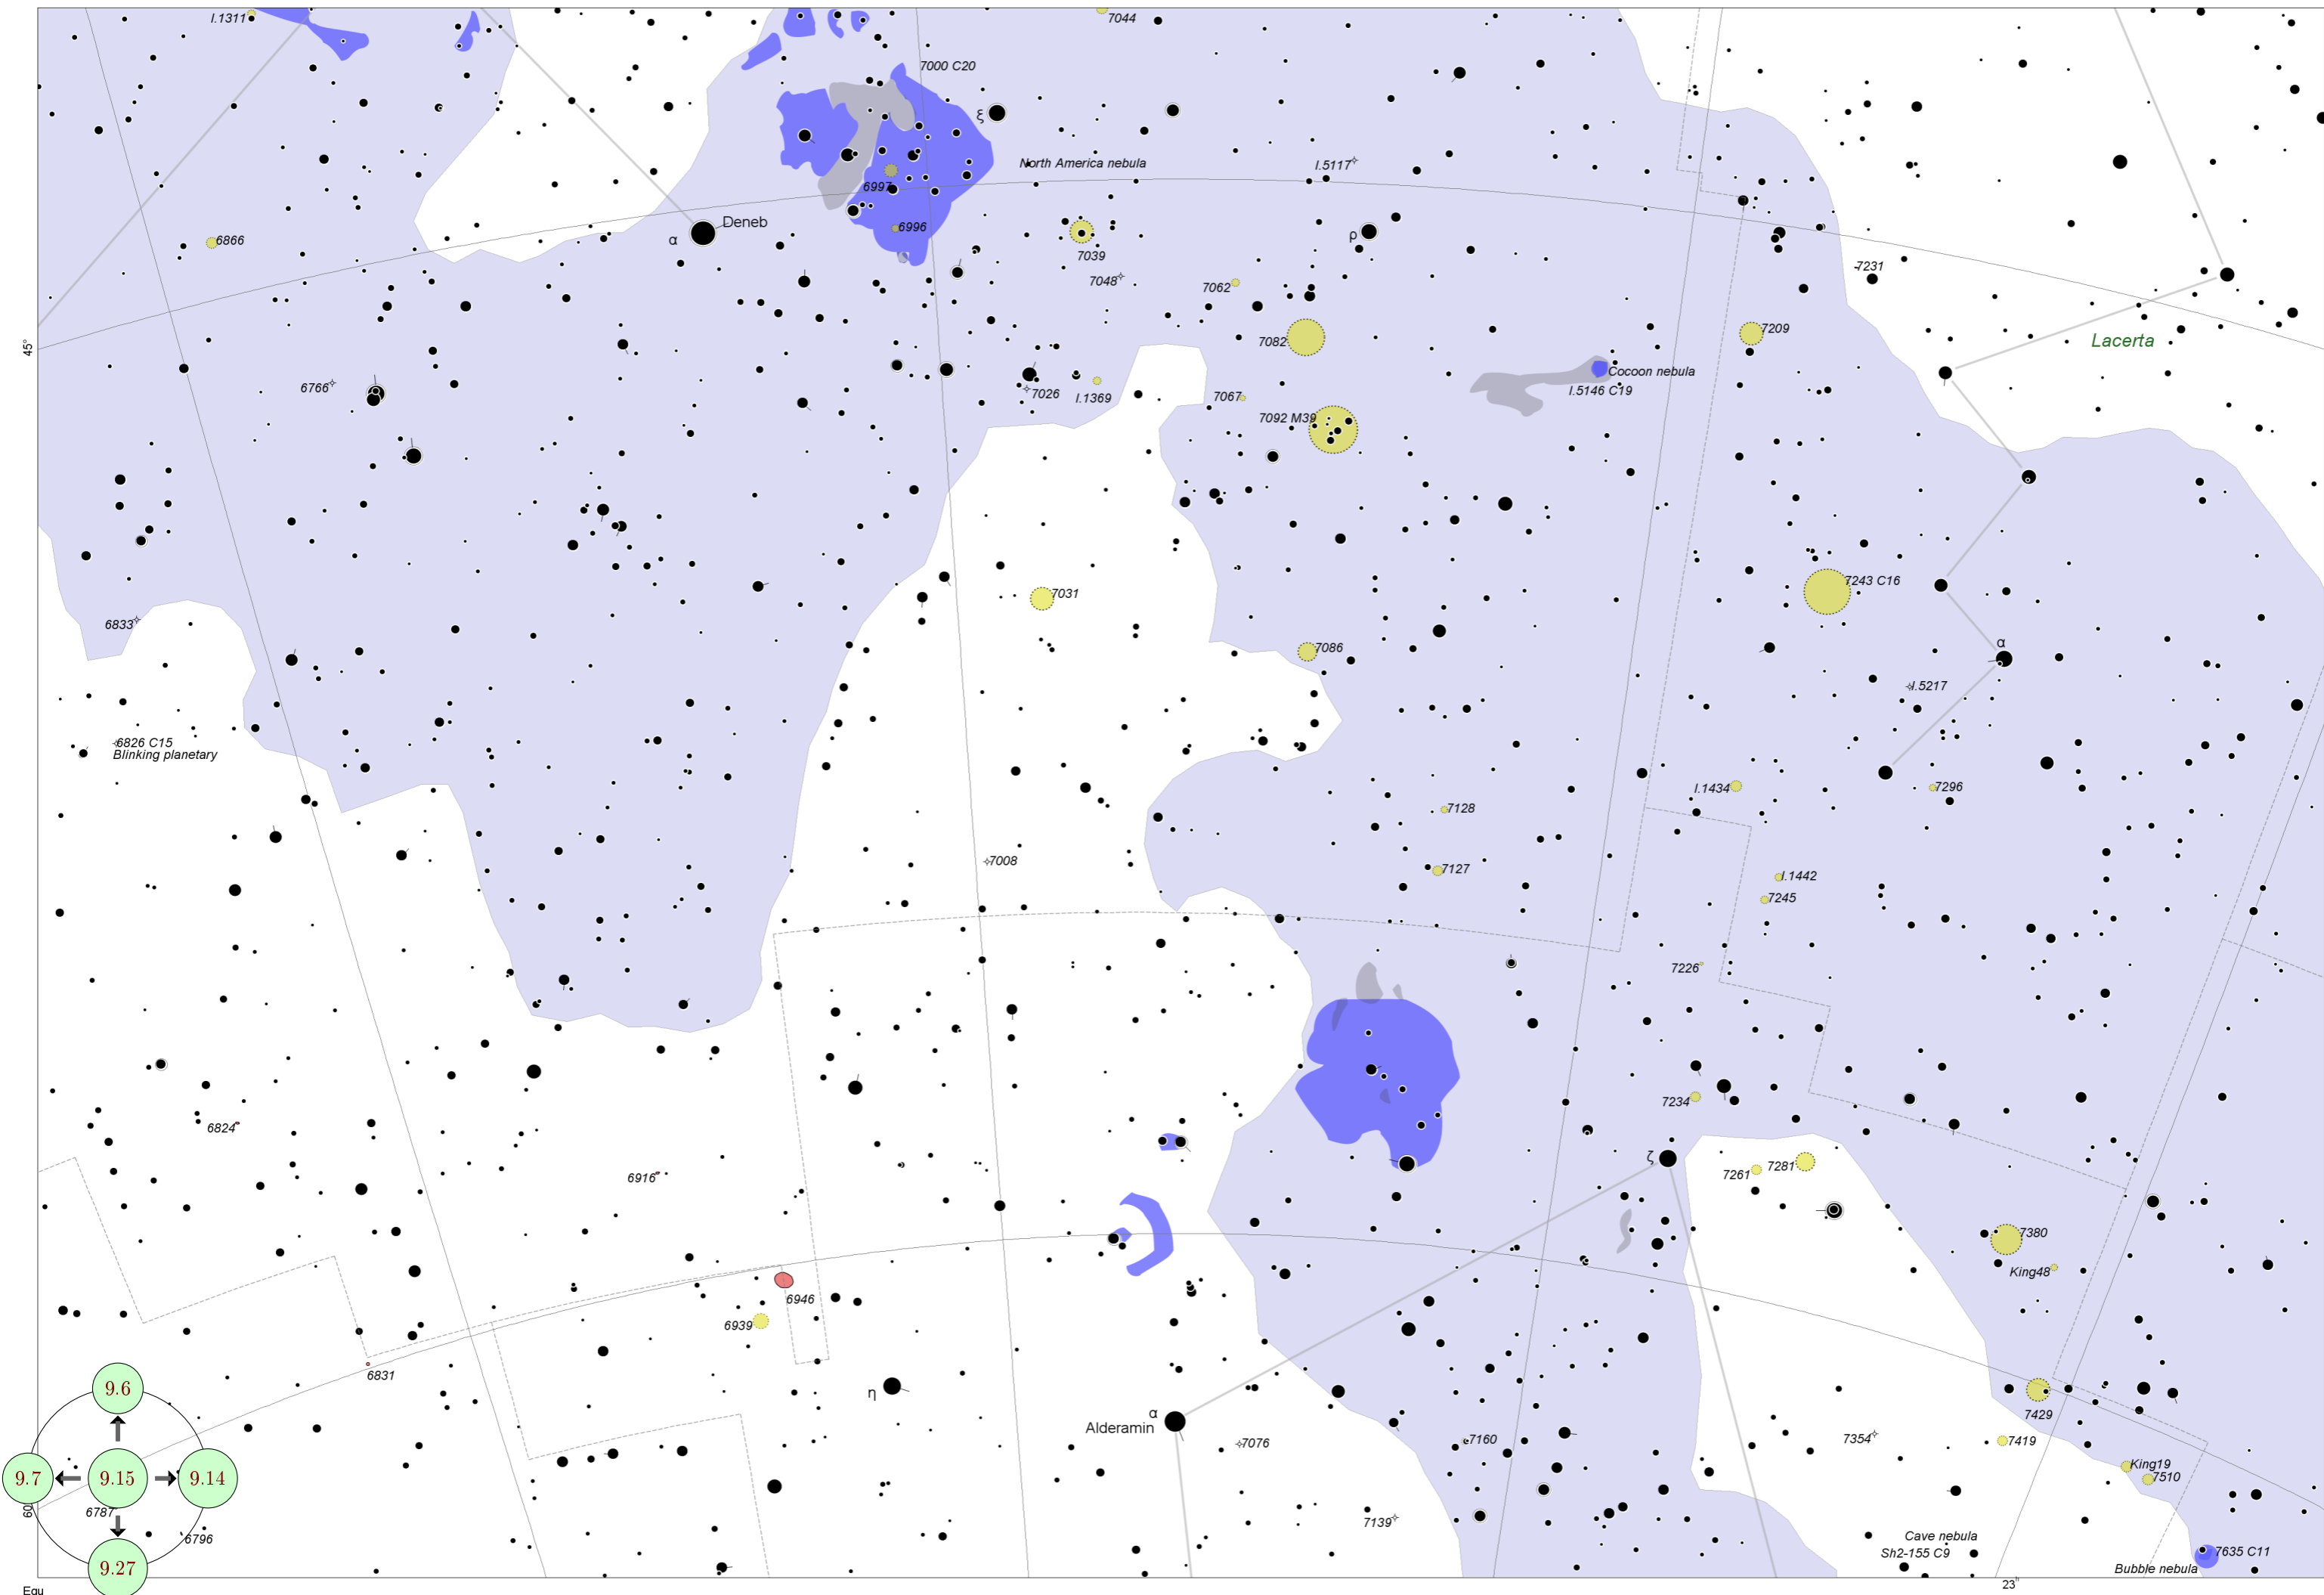 I.1311
7044
7000 C20
ξ
North America nebula
I.5117
6997
Deneb
α
6996
6866
ρ
7039
7048
7231
7062
7209
7082
Lacerta
45°
Cocoon nebula
I.5146 C19
6766
7026
I.1369
7067
7092 M39
7243 C16
7031
6833
α
7086
I.5217
6826 C15
Blinking planetary
I.1434
7296
7128
7008
7127
I.1442
7245
7226
7234
6824
ζ
7261
7281
6916
7380
King48
6946
6939
6831
9.6
η
α
Alderamin
7429
7076
7160
7354
7419
9.7
9.15
9.14
King19
7510
60
6787
7139
6796
Cave nebula
Sh2-155 C9
7635 C11
9.27
Bubble nebula
23h
Equ